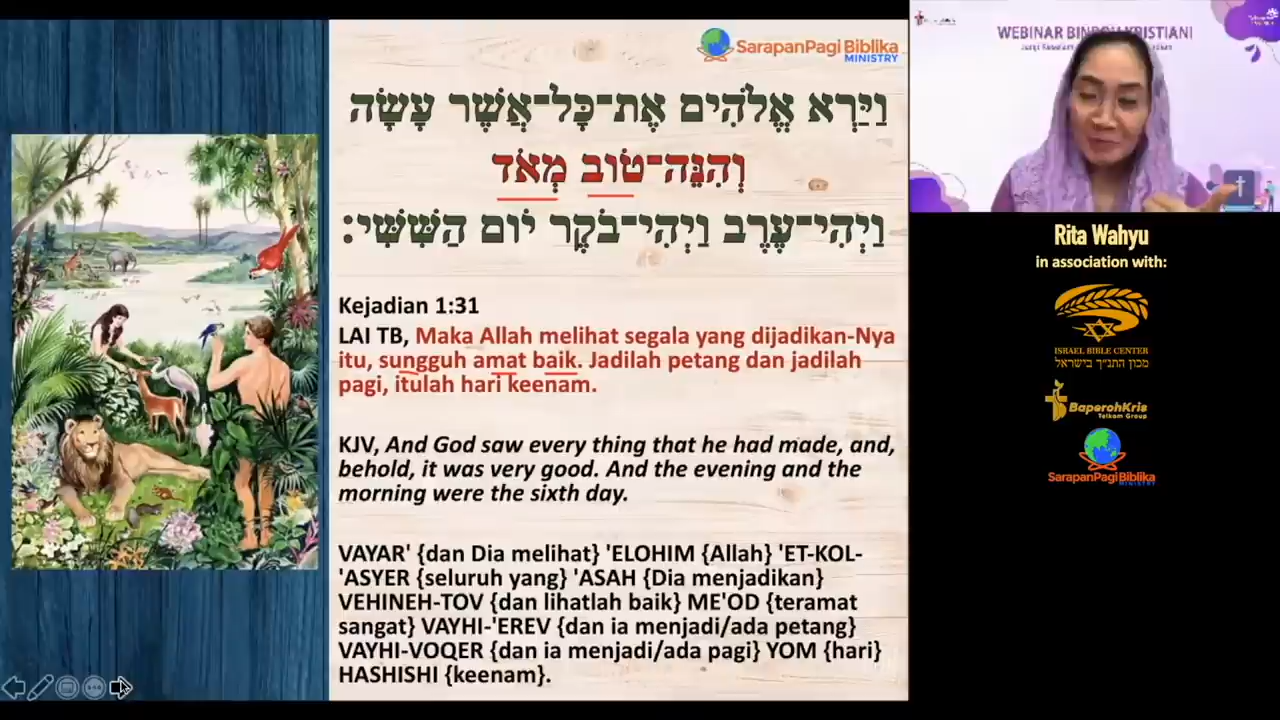 SarapanPagi Biblika
MINISTRY
וַיַּרְא אֱלֹהִים אֶת־כָּל־אֲשֶׁר עָשָׂה
וְהִנֵּה־טוֹב מְאֹד
וַיְהִי־עֶרֶב וַיְהִי־בֹקֶר יוֹם הַשִּׁשִּׁי׃
Kejadian 1:31
LAI TB, Maka Allah melihat segala yang dijadikan-Nya
itu, sungguh amat baik. Jadilah petang dan jadilah
pagi, itulah hari keenam.
KJV, And God saw every thing that he had made, and,
behold, it was very good. And the evening and the
morning were the sixth day.
VAYAR' {dan Dia melihat} 'ELOHIM {Allah} 'ET-KOL-
'ASYER {seluruh yang} 'ASAH {Dia menjadikan}
VEHINEH-TOV {dan lihatlah baik} ME'OD {teramat
sangat} VAYHI-'EREV {dan ia menjadi/ada petang}
VAYHI-VOQER {dan ia menjadi/ada pagi} YOM {hari}
HASHISHI {keenam}.
WEBINAR KRISTIANI
Rita Wahyu
in association with:
ISRAEL BIBLE CENTER
מכון התנ״ך בישראל
BaperohKris
Telkom Group
SarapanPagi Biblika
MINISTRY